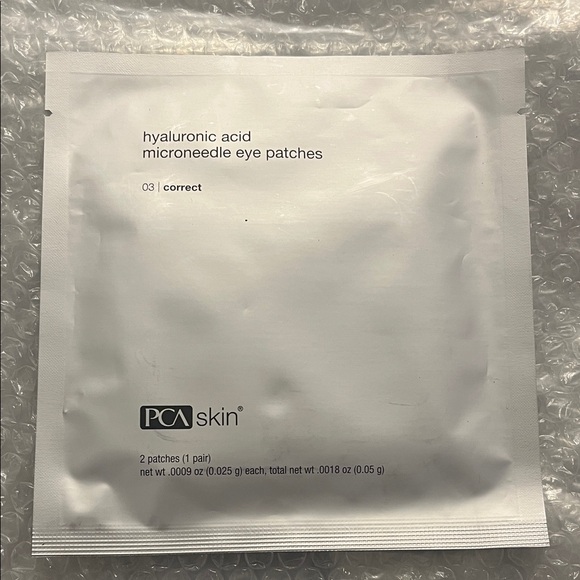 hyaluronic acid
microneedle eye patches
03 | correct
PCA skin®
2 patches (1 pair)
net wt .0009 oz (0.025 g) each, total net wt .0018 oz (0.05 g)